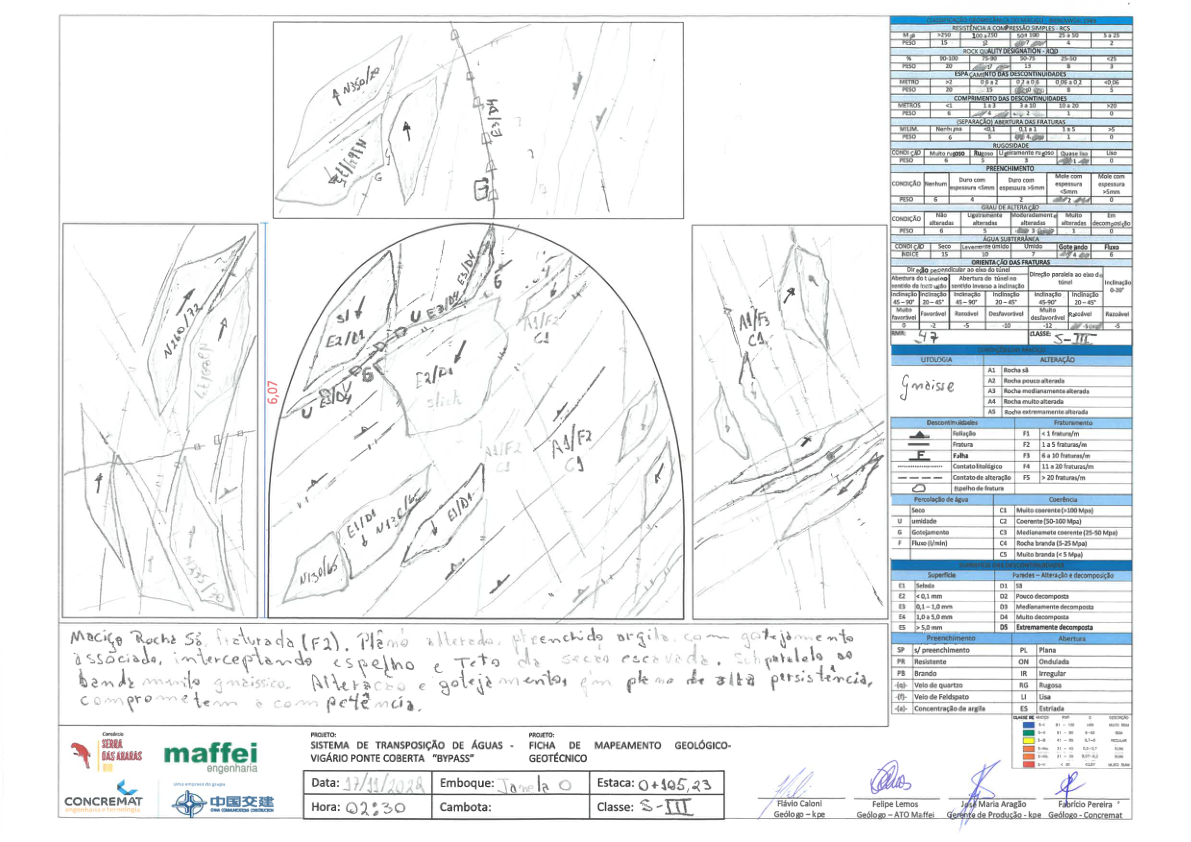 N350/70
E3/D4
G
G
N260/72
6,07
S/
E2/D1
U E3/D4
E3/D4
G
A1/F2
C1
G
U E3/D4
E2/D1
slick
A1/F2
C1
A1/F2
C1
E1/D1
E1/D1
N130/65
A1/F3
C1
RESISTÊNCIA A COMPRESSÃO SIMPLES - RCS
>250 100 a 250 50 a 100 25 a 50 5 a 25
PESO 15 12 7 4 2
ROCK QUALITY DESIGNATION - RQD
% 90-100 75-90 50-75 25-50 <25
PESO 20 17 13 8 3
ESPAÇAMENTO DAS DESCONTINUIDADES
METRO >2 0,6 a 2 0,2 a 0,6 0,06 a 0,2 <0,06
PESO 20 15 10 8 5
COMPRIMENTO DAS DESCONTINUIDADES
METROS <1 1 a 3 3 a 10 10 a 20 >20
PESO 6 4 2 1 0
(SEPARAÇÃO) ABERTURA DAS FRATURAS
MILIM. Nenhuma <0,1 0,1 a 1 1 a 5 >5
PESO 6 5 4 1 0
RUGOSIDADE
CONDIÇÃO Muito rugoso Rugoso Ligeiramente rugoso Quase liso Liso
PESO 6 5 3 1 0
PREENCHIMENTO
CONDIÇÃO Nenhum Duro com espessura <5mm Duro com espessura >5mm Mole com espessura <5mm Mole com espessura >5mm
PESO 6 4 2 2 0
GRAU DE ALTERAÇÃO
CONDIÇÃO Não alteradas Ligeiramente alteradas Moderadamente alteradas Muito alteradas Em decomposição
PESO 6 5 3 1 0
ÁGUA SUBTERRÂNEA
CONDIÇÃO Seco Levemente úmido Úmido Gotejando Fluxo
ÍNDICE 15 10 7 4 6
ORIENTAÇÃO DAS FRATURAS
Direção perpendicular ao eixo do túnel Direção paralela ao eixo do túnel Inclinação 0-20°
Abertura do túnel no sentido da inclinação Abertura do túnel no sentido inverso a inclinação
Inclinação 45 – 90° Inclinação 20 – 45° Inclinação 45 – 90° Inclinação 20 – 45° Inclinação 45-90° Inclinação 20 – 45°
Muito favorável Favorável Razoável Desfavorável Muito desfavorável Razoável Razoável
0 -2 -5 -10 -12 -5 -5
RMR: 47 CLASSE: S-III
LITOLOGIA ALTERAÇÃO
Gnaisse
A1 Rocha sã
A2 Rocha pouco alterada
A3 Rocha medianamente alterada
A4 Rocha muito alterada
A5 Rocha extremamente alterada
Descontinuidades Fraturamento
Foliação F1 < 1 fratura/m
Fratura F2 1 a 5 fraturas/m
F Falha F3 6 a 10 fraturas/m
Contato litológico F4 11 a 20 fraturas/m
Contato de alteração F5 > 20 fraturas/m
Espelho de fratura
Percolação de água Coerência
Seco C1 Muito coerente (>100 Mpa)
U umidade C2 Coerente (50-100 Mpa)
G Gotejamento C3 Medianamente coerente (25-50 Mpa)
F Fluxo (l/min) C4 Rocha branda (5-25 Mpa)
C5 Muito branda (< 5 Mpa)
Superfície Paredes – Alteração e decomposição
E1 Selada D1 Sã
E2 < 0,1 mm D2 Pouco decomposta
E3 0,1 – 1,0 mm D3 Medianamente decomposta
E4 1,0 a 5,0 mm D4 Muito decomposta
E5 > 5,0 mm D5 Extremamente decomposta
Preenchimento Abertura
SP s/ preenchimento PL Plana
PR Resistente ON Ondulada
PB Brando IR Irregular
-(q)- Veio de quartzo RG Rugosa
-(f)- Veio de Feldspato LI Lisa
-(a)- Concentração de argila ES Estriada
Maciço Rocha Sã, fraturada (F2). Plano alterado, preenchido argila, com gotejamento
associado, interceptando espelho e Teto da seção escavada. Subparalelo ao
banda mento gnaissico. Alteração e gotejamentos, em plano de alta persistência,
comprometem a competência.
Consórcio
SERRA
DAS ARARAS
RIO
maffei
engenharia
CONCREMAT
engenharia e tecnologia
uma empresa do grupo
中国交建
CHINA COMMUNICATIONS CONSTRUCTION
PROJETO:
SISTEMA DE TRANSPOSIÇÃO DE ÁGUAS -
VIGÁRIO PONTE COBERTA "BYPASS"
PROJETO:
FICHA DE MAPEAMENTO GEOLÓGICO-
GEOTÉCNICO
Data: Emboque: Janela O Estaca: 0+105,23
Hora: 02:30 Cambota: Classe: S-III
Flávio Caloni
Geólogo – kpe
Felipe Lemos
Geólogo – ATO Maffei
José Maria Aragão
Gerente de Produção - kpe
Fabrício Pereira
Geólogo - Concremat